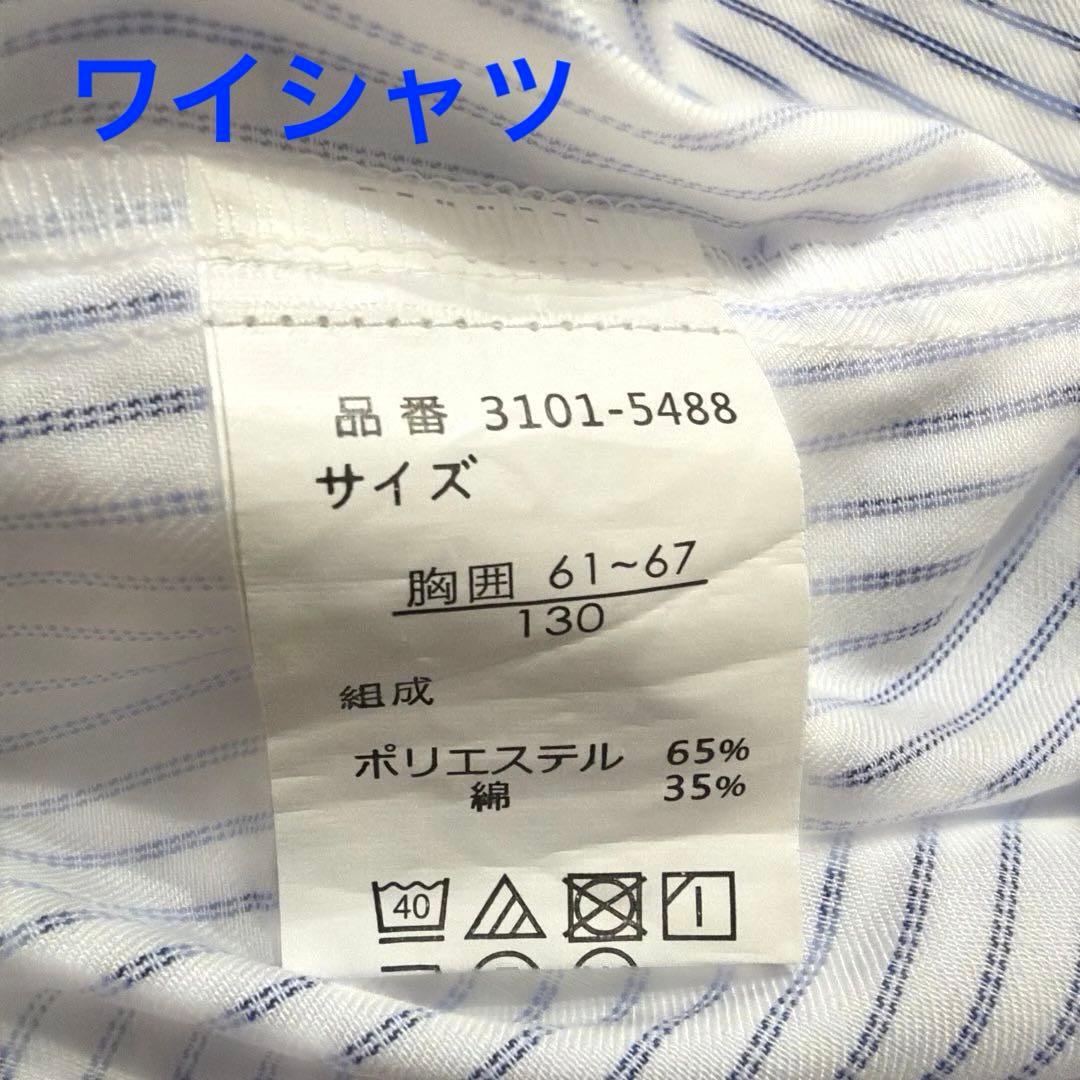 ワイシャツ
品番 3101-5488
サイズ
胸囲 61~67
130
組成
ポリエステル 65%
綿 35%
40